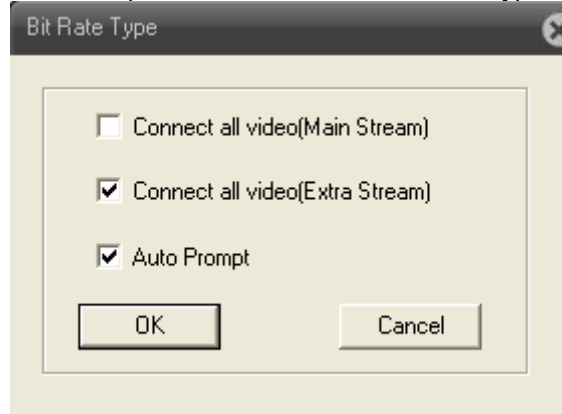 Bit Rate Type
Connect all video(Main Stream)
Connect all video(Extra Stream)
Auto Prompt
OK
Cancel